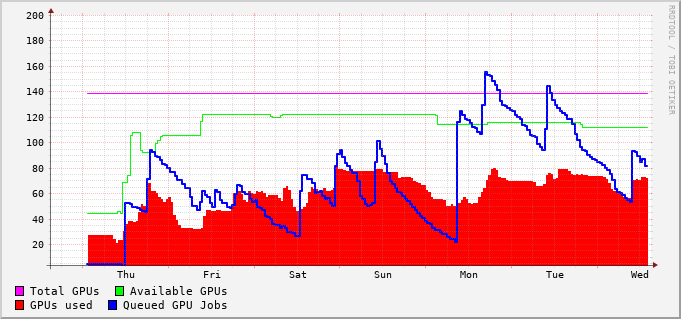 200
180
160
140
120
100
80
60
40
20
Thu Fri Sat Sun Mon Tue Wed
RRDTOOL / TOBI OETIKER
Total GPUs Available GPUs
GPUs used Queued GPU Jobs